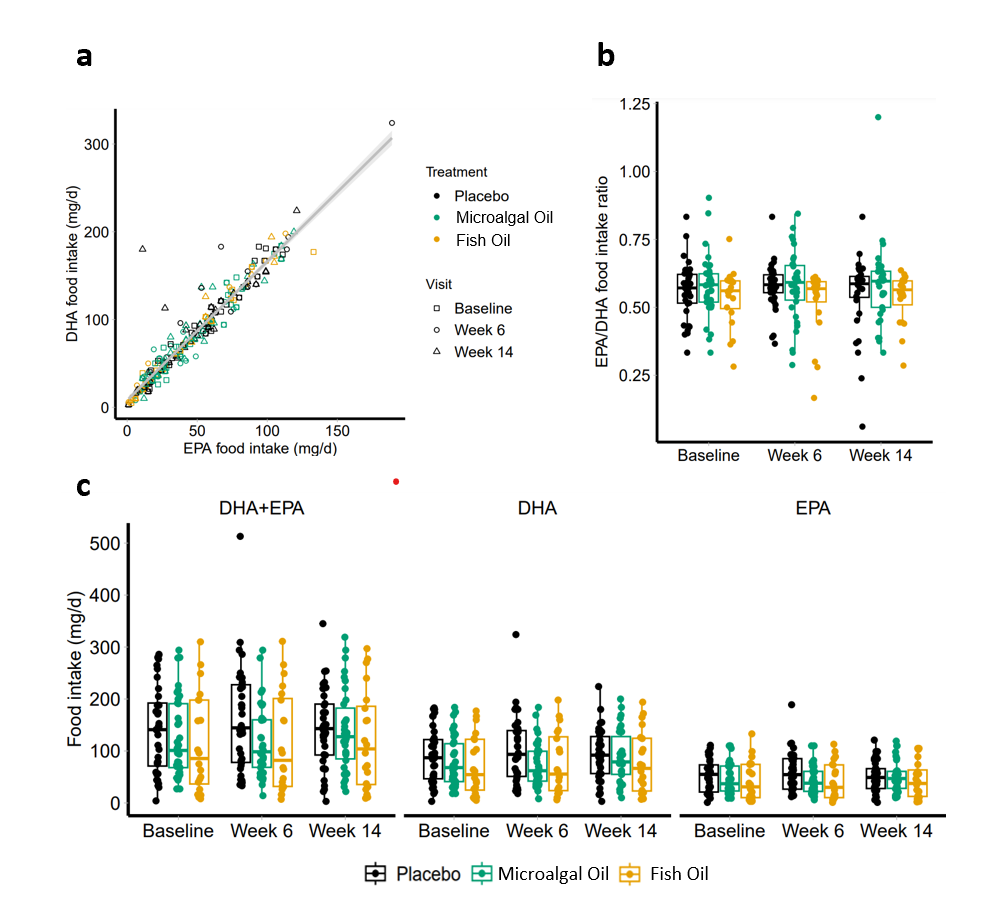 a
DHA food intake (mg/d)
300
200
100
0
0 50 100 150
EPA food intake (mg/d)
Treatment
Placebo
Microalgal Oil
Fish Oil
Visit
Baseline
Week 6
Week 14
b
EPA/DHA food intake ratio
1.25
1.00
0.75
0.50
0.25
Baseline Week 6 Week 14
c
DHA+EPA DHA EPA
Food intake (mg/d)
500
400
300
200
100
0
Baseline Week 6 Week 14 Baseline Week 6 Week 14 Baseline Week 6 Week 14
Placebo Microalgal Oil Fish Oil